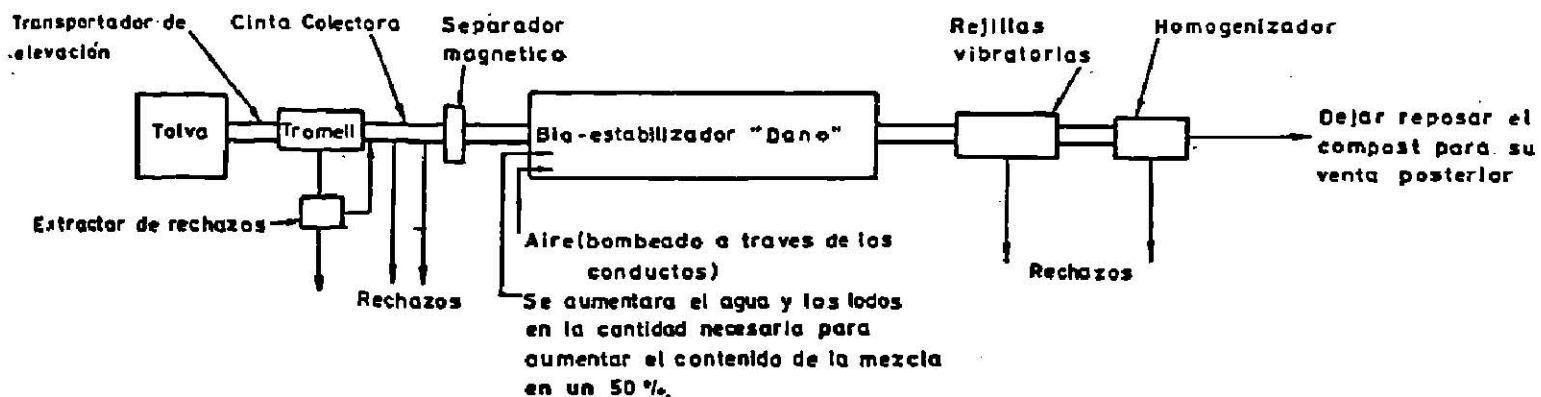 Transportador de
elevación
Cinta Colectora
Separador
magnetico
Rejillas
vibratorias
Homogenizador
Tolva
Tromell
Bio-estabilizador "Dano"
Dejar reposar el
compost para su
venta posterior
Extractor de rechazos
Rechazos
Aire(bombeado a traves de los
conductos)
Se aumentara el agua y los lodos
en la cantidad necesaria para
aumentar el contenido de la mezcla
en un 50 %.
Rechazos